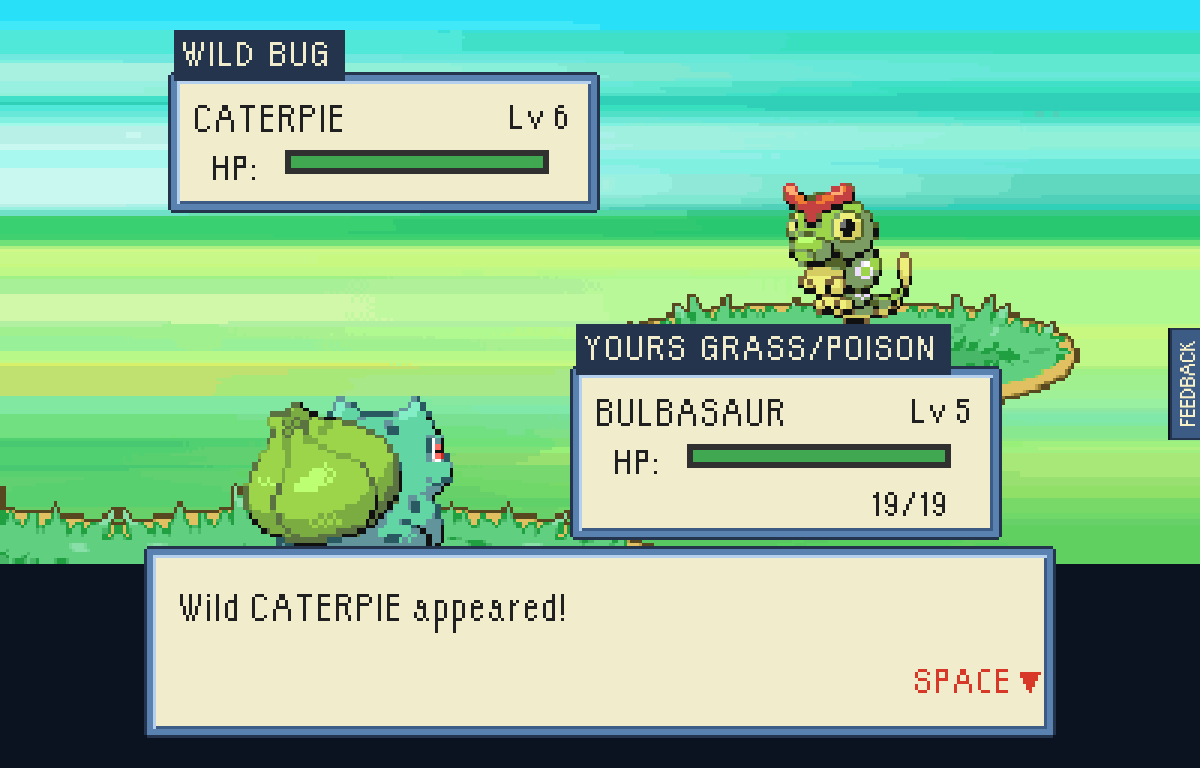 WILD BUG
CATERPIE Lv 6
HP:
YOURS GRASS/POISON
BULBASAUR Lv 5
HP:
19/19
FEEDBACK
Wild CATERPIE appeared!
SPACE ▼